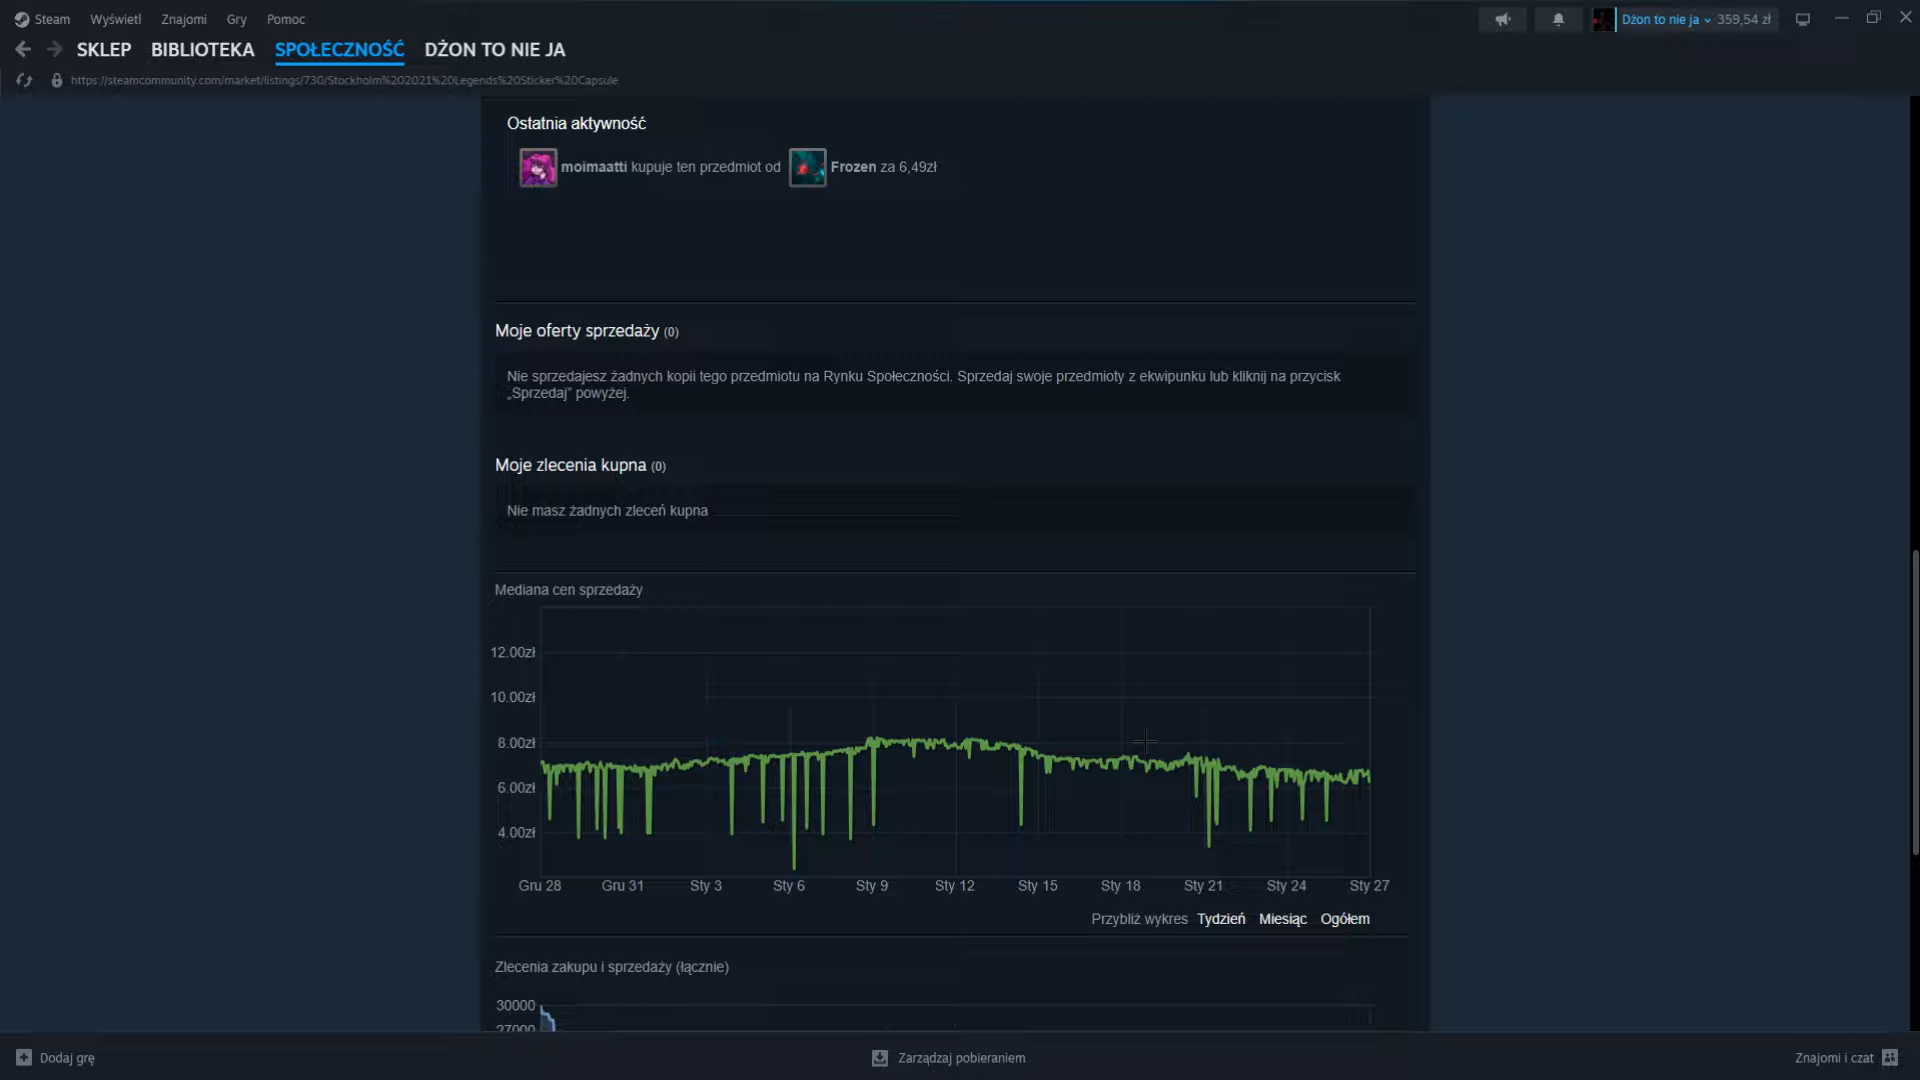 Steam Wyświetl Znajomi Gry Pomoc
Dżon to nie ja 359,54 zł
SKLEP BIBLIOTEKA SPOŁECZNOŚĆ DŻON TO NIE JA
https://steamcommunity.com/market/listings/730/Stockholm%202021%20Legends%20Sticker%20Capsule
Ostatnia aktywność
moimaatti kupuje ten przedmiot od Frozen za 6,49zł
Moje oferty sprzedaży (0)
Nie sprzedajesz żadnych kopii tego przedmiotu na Rynku Społeczności. Sprzedaj swoje przedmioty z ekwipunku lub kliknij na przycisk
„Sprzedaj” powyżej.
Moje zlecenia kupna (0)
Nie masz żadnych zleceń kupna
Mediana cen sprzedaży
12.00zł
10.00zł
8.00zł
6.00zł
4.00zł
Gru 28 Gru 31 Sty 3 Sty 6 Sty 9 Sty 12 Sty 15 Sty 18 Sty 21 Sty 24 Sty 27
Przybliż wykres Tydzień Miesiąc Ogółem
Zlecenia zakupu i sprzedaży (łącznie)
30000
27000
Dodaj grę
Zarządzaj pobieraniem
Znajomi i czat